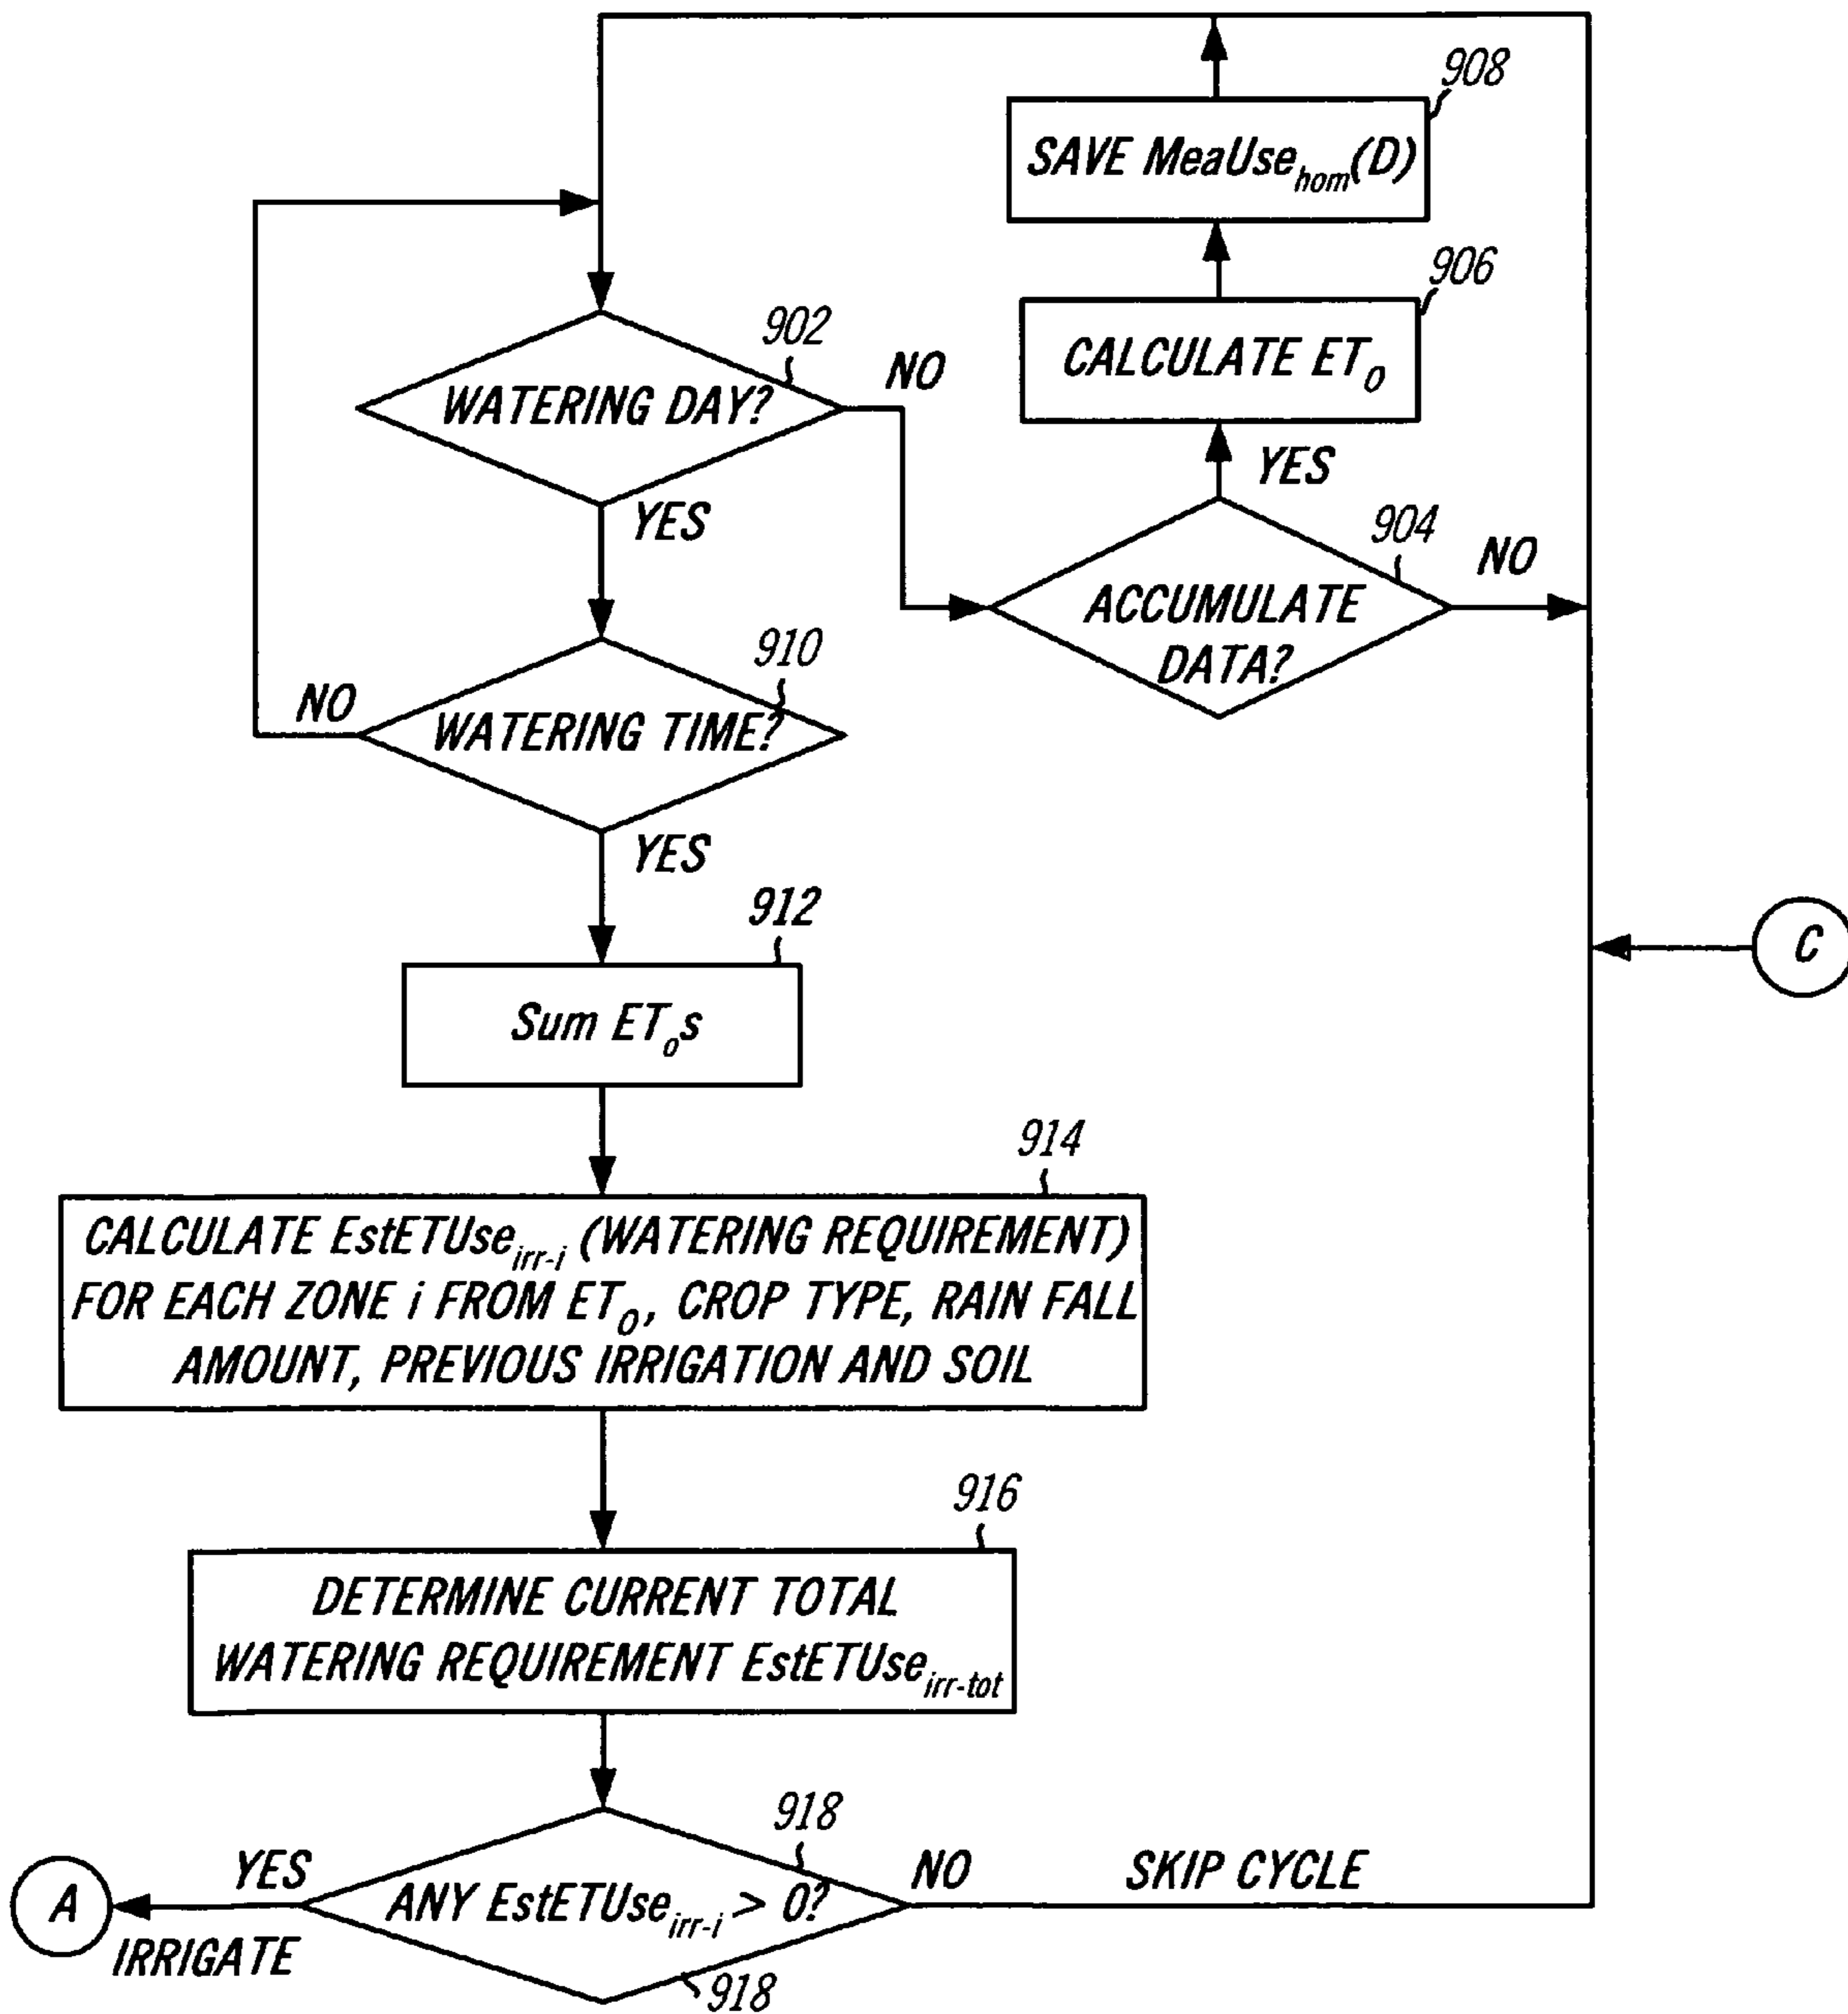 908
SAVE MeaUse_hom(D)
906
CALCULATE ET_o
902
WATERING DAY?
NO
YES
YES
904
ACCUMULATE
DATA?
NO
910
WATERING TIME?
NO
YES
912
Sum ET_os
C
914
CALCULATE EstETUse_irr-i (WATERING REQUIREMENT)
FOR EACH ZONE i FROM ET_o, CROP TYPE, RAIN FALL
AMOUNT, PREVIOUS IRRIGATION AND SOIL
916
DETERMINE CURRENT TOTAL
WATERING REQUIREMENT EstETUse_irr-tot
918
ANY EstETUse_irr-i > 0?
YES
A
IRRIGATE
NO
SKIP CYCLE
918